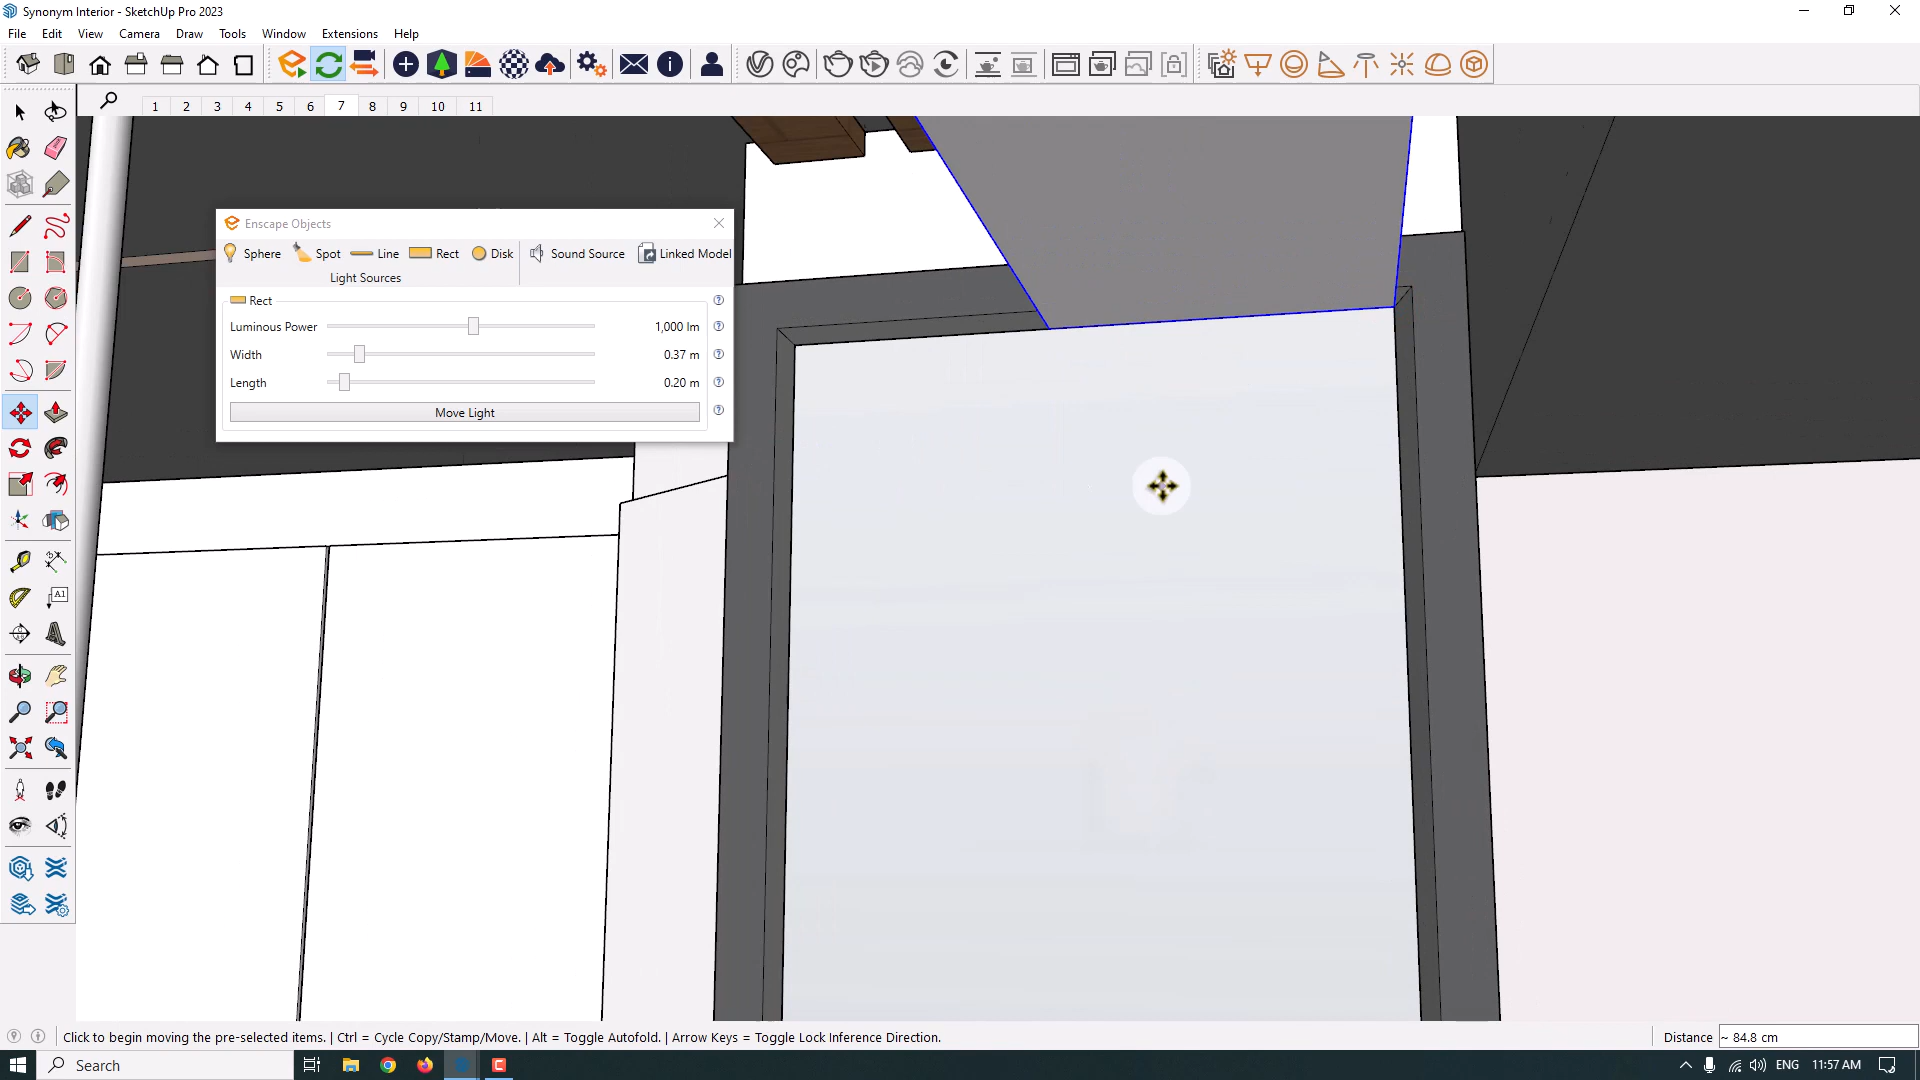 Synonym Interior - SketchUp Pro 2023
File Edit View Camera Draw Tools Window Extensions Help
1 2 3 4 5 6 7 8 9 10 11
Enscape Objects
Sphere Spot Line Rect Disk Sound Source Linked Model
Light Sources
Rect
Luminous Power 1,000 lm
Width 0.37 m
Length 0.20 m
Move Light
A1
Click to begin moving the pre-selected items. | Ctrl = Cycle Copy/Stamp/Move. | Alt = Toggle Autofold. | Arrow Keys = Toggle Lock Inference Direction.
Distance ~ 84.8 cm
Search
ENG 11:57 AM